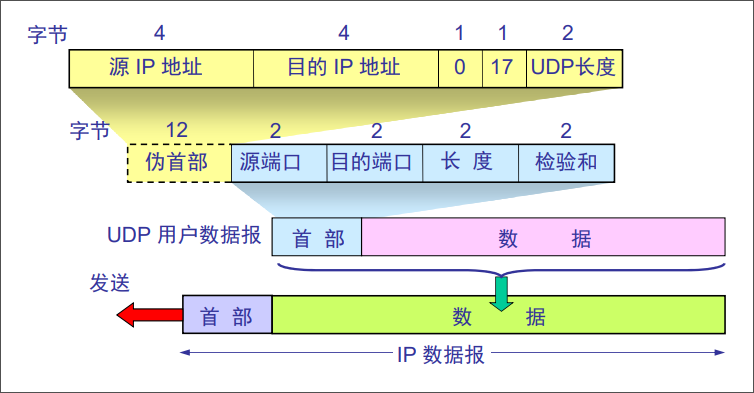 字节 4 4 1 1 2
源 IP 地址 目的 IP 地址 0 17 UDP长度
字节 12 2 2 2 2
伪首部 源端口 目的端口 长 度 检验和
UDP 用户数据报 首 部 数 据
发送
首 部 数 据
IP 数据报